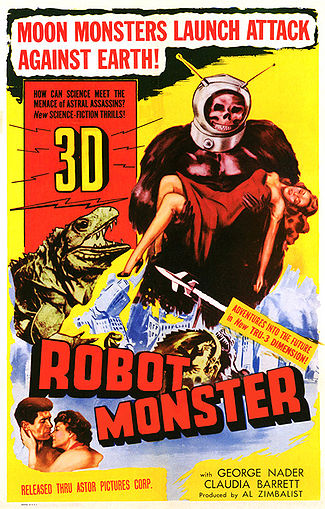 MOON MONSTERS LAUNCH ATTACK
AGAINST EARTH!
HOW CAN SCIENCE MEET THE
MENACE of ASTRAL ASSASSINS?
New SCIENCE-FICTION THRILLS!
3D
ADVENTURES INTO THE FUTURE
in New TRU-3 DIMENSION!
ROBOT
MONSTER
with GEORGE NADER
CLAUDIA BARRETT
Produced by AL ZIMBALIST
RELEASED THRU ASTOR PICTURES CORP.